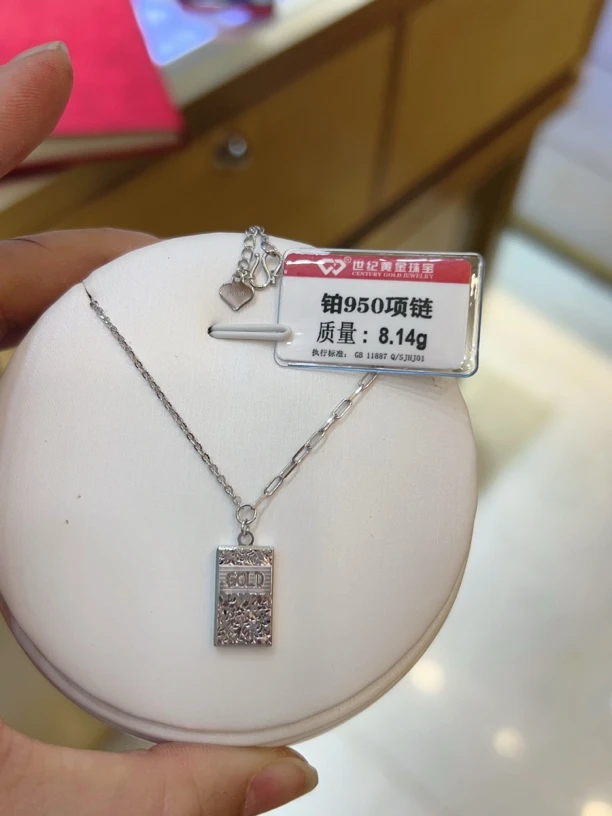 世纪黄金珠宝
CENTURY GOLD JEWELRY
铂950项链
质量：8.14g
执行标准： GB 11887 Q/SJHJ01
GOLD